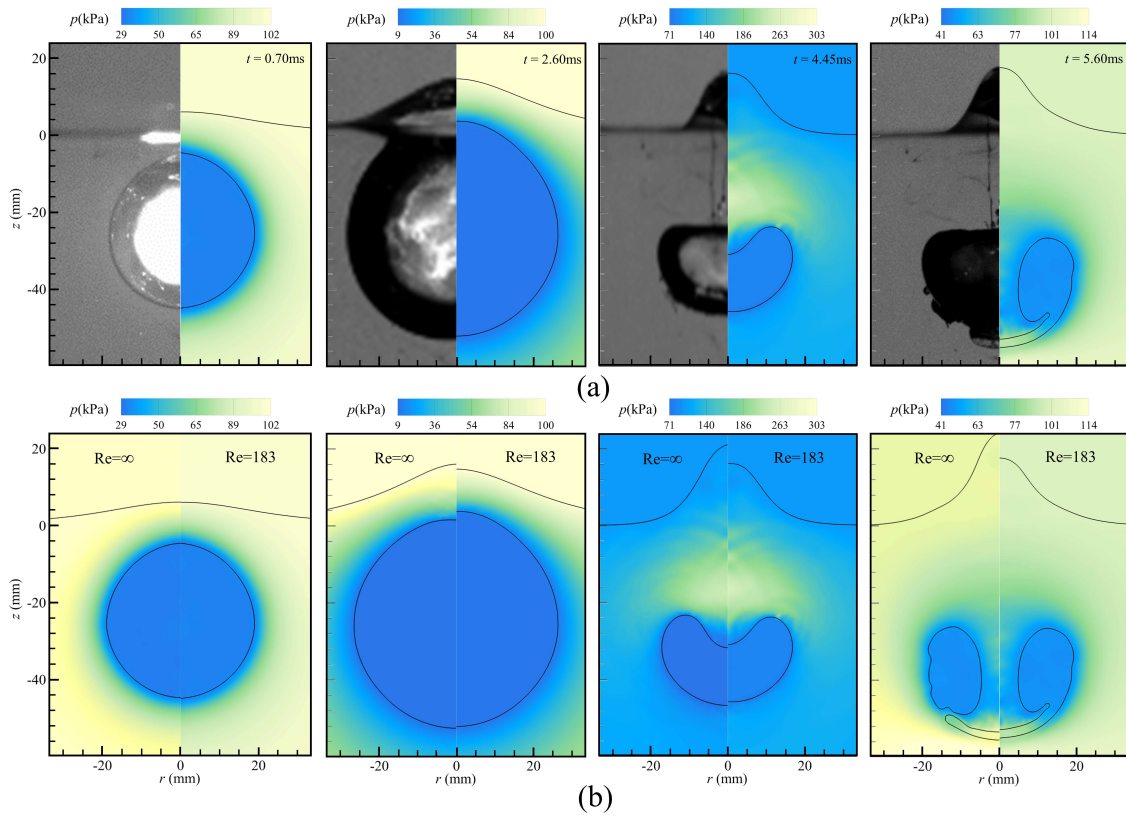 p(kPa)
29 48 65 84 102
p(kPa)
9 36 54 84 100
p(kPa)
71 140 186 263 303
p(kPa)
41 63 77 101 114
t = 0.70ms
t = 2.60ms
t = 4.45ms
t = 5.60ms
20
0
-20
-40
z (mm)
(a)
p(kPa)
29 48 65 84 102
p(kPa)
9 36 54 84 100
p(kPa)
71 140 186 263 303
p(kPa)
41 63 77 101 114
Re=∞ Re=183
Re=∞ Re=183
Re=∞ Re=183
Re=∞ Re=183
20
0
-20
-40
z (mm)
-20 0 20
r (mm)
-20 0 20
r (mm)
-20 0 20
r (mm)
-20 0 20
r (mm)
(b)